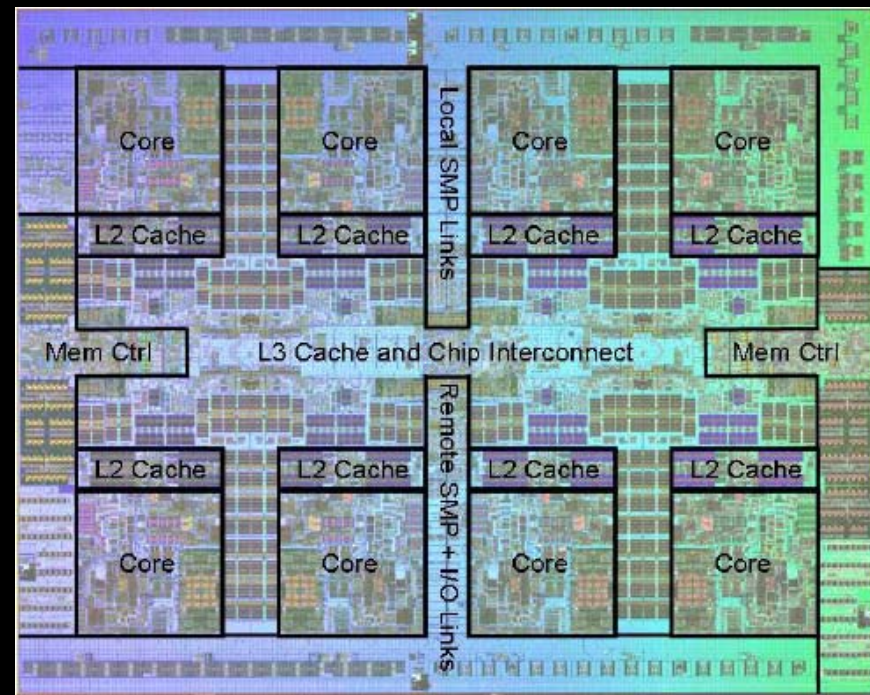 Core
Core
Core
Core
Local SMP Links
L2 Cache
L2 Cache
L2 Cache
L2 Cache
Mem Ctrl
L3 Cache and Chip Interconnect
Mem Ctrl
Remote SMP + I/O Links
L2 Cache
L2 Cache
L2 Cache
L2 Cache
Core
Core
Core
Core